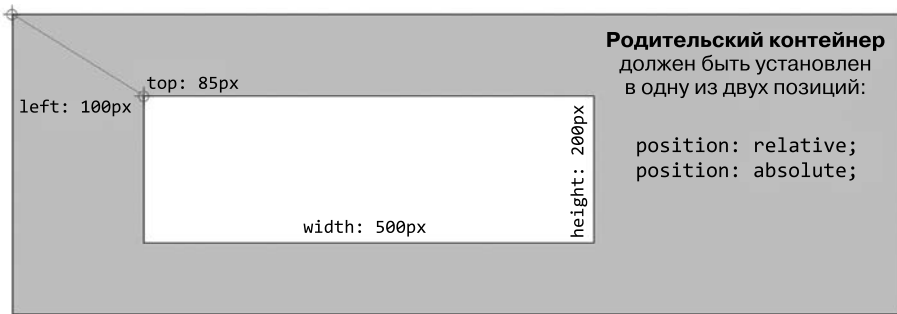 Родительский контейнер
должен быть установлен
в одну из двух позиций:
top: 85px
left: 100px
height: 200px
position: relative;
position: absolute;
width: 500px